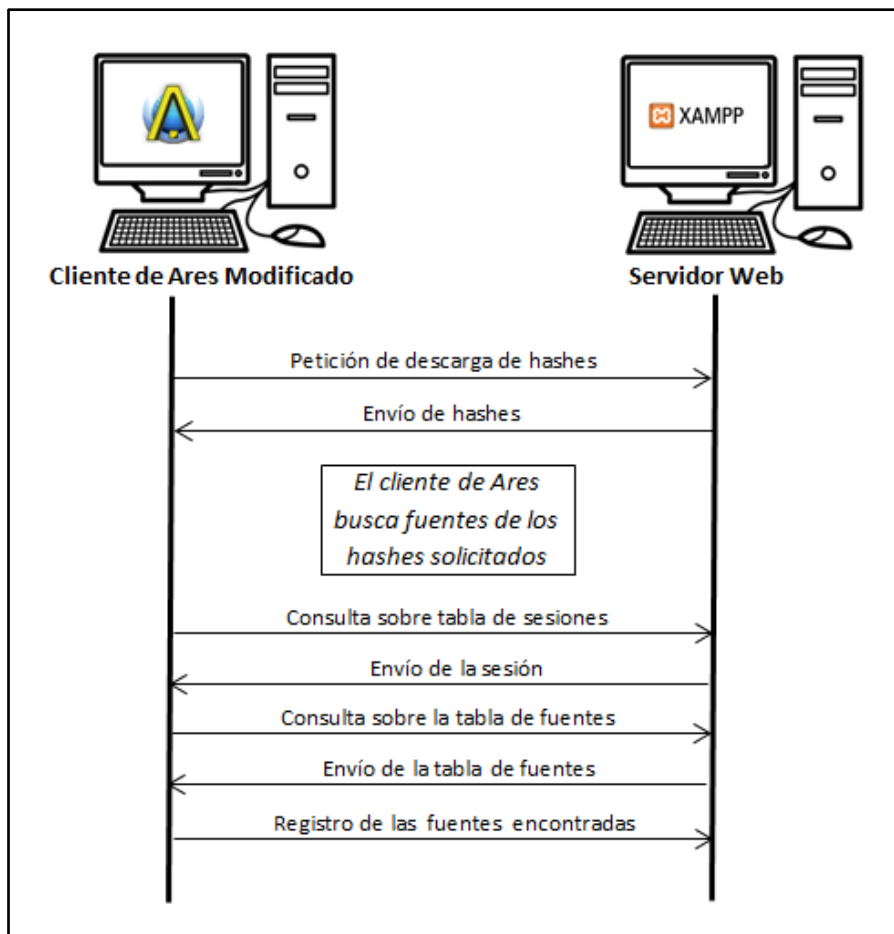 XAMPP
Cliente de Ares Modificado
Servidor Web
Petición de descarga de hashes
Envío de hashes
El cliente de Ares
busca fuentes de los
hashes solicitados
Consulta sobre tabla de sesiones
Envío de la sesión
Consulta sobre la tabla de fuentes
Envío de la tabla de fuentes
Registro de las fuentes encontradas